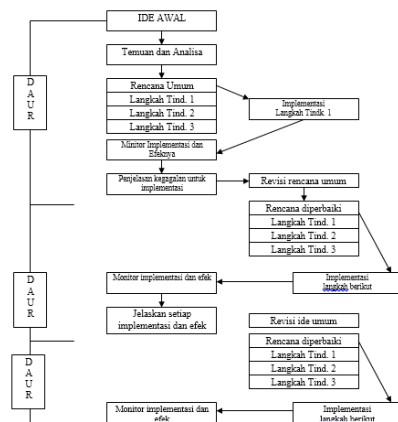 IDE AWAL
Temuan dan Analisa
D
A
U
R
Rencana Umum
Langkah Tind. 1
Langkah Tind. 2
Langkah Tind. 3
Implementasi
Langkah Tindk. 1
Minitor Implementasi dan
Efeknya
Penjelasan kegagalan untuk
implementasi
Revisi rencana umum
Rencana diperbaiki
Langkah Tind. 1
Langkah Tind. 2
Langkah Tind. 3
D
A
U
R
Monitor implementasi dan efek
Implementasi
langkah berikut
Jelaskan setiap
implementasi dan efek
Revisi ide umum
D
A
U
R
Rencana diperbaiki
Langkah Tind. 1
Langkah Tind. 2
Langkah Tind. 3
Monitor implementasi dan
efek
Implementasi
langkah berikut